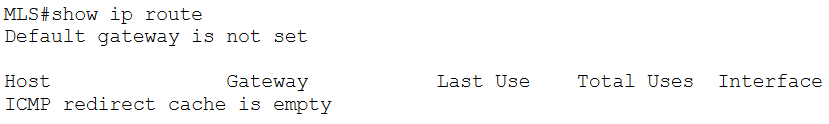 MLS#show ip route
Default gateway is not set
Host Gateway Last Use Total Uses Interface
ICMP redirect cache is empty